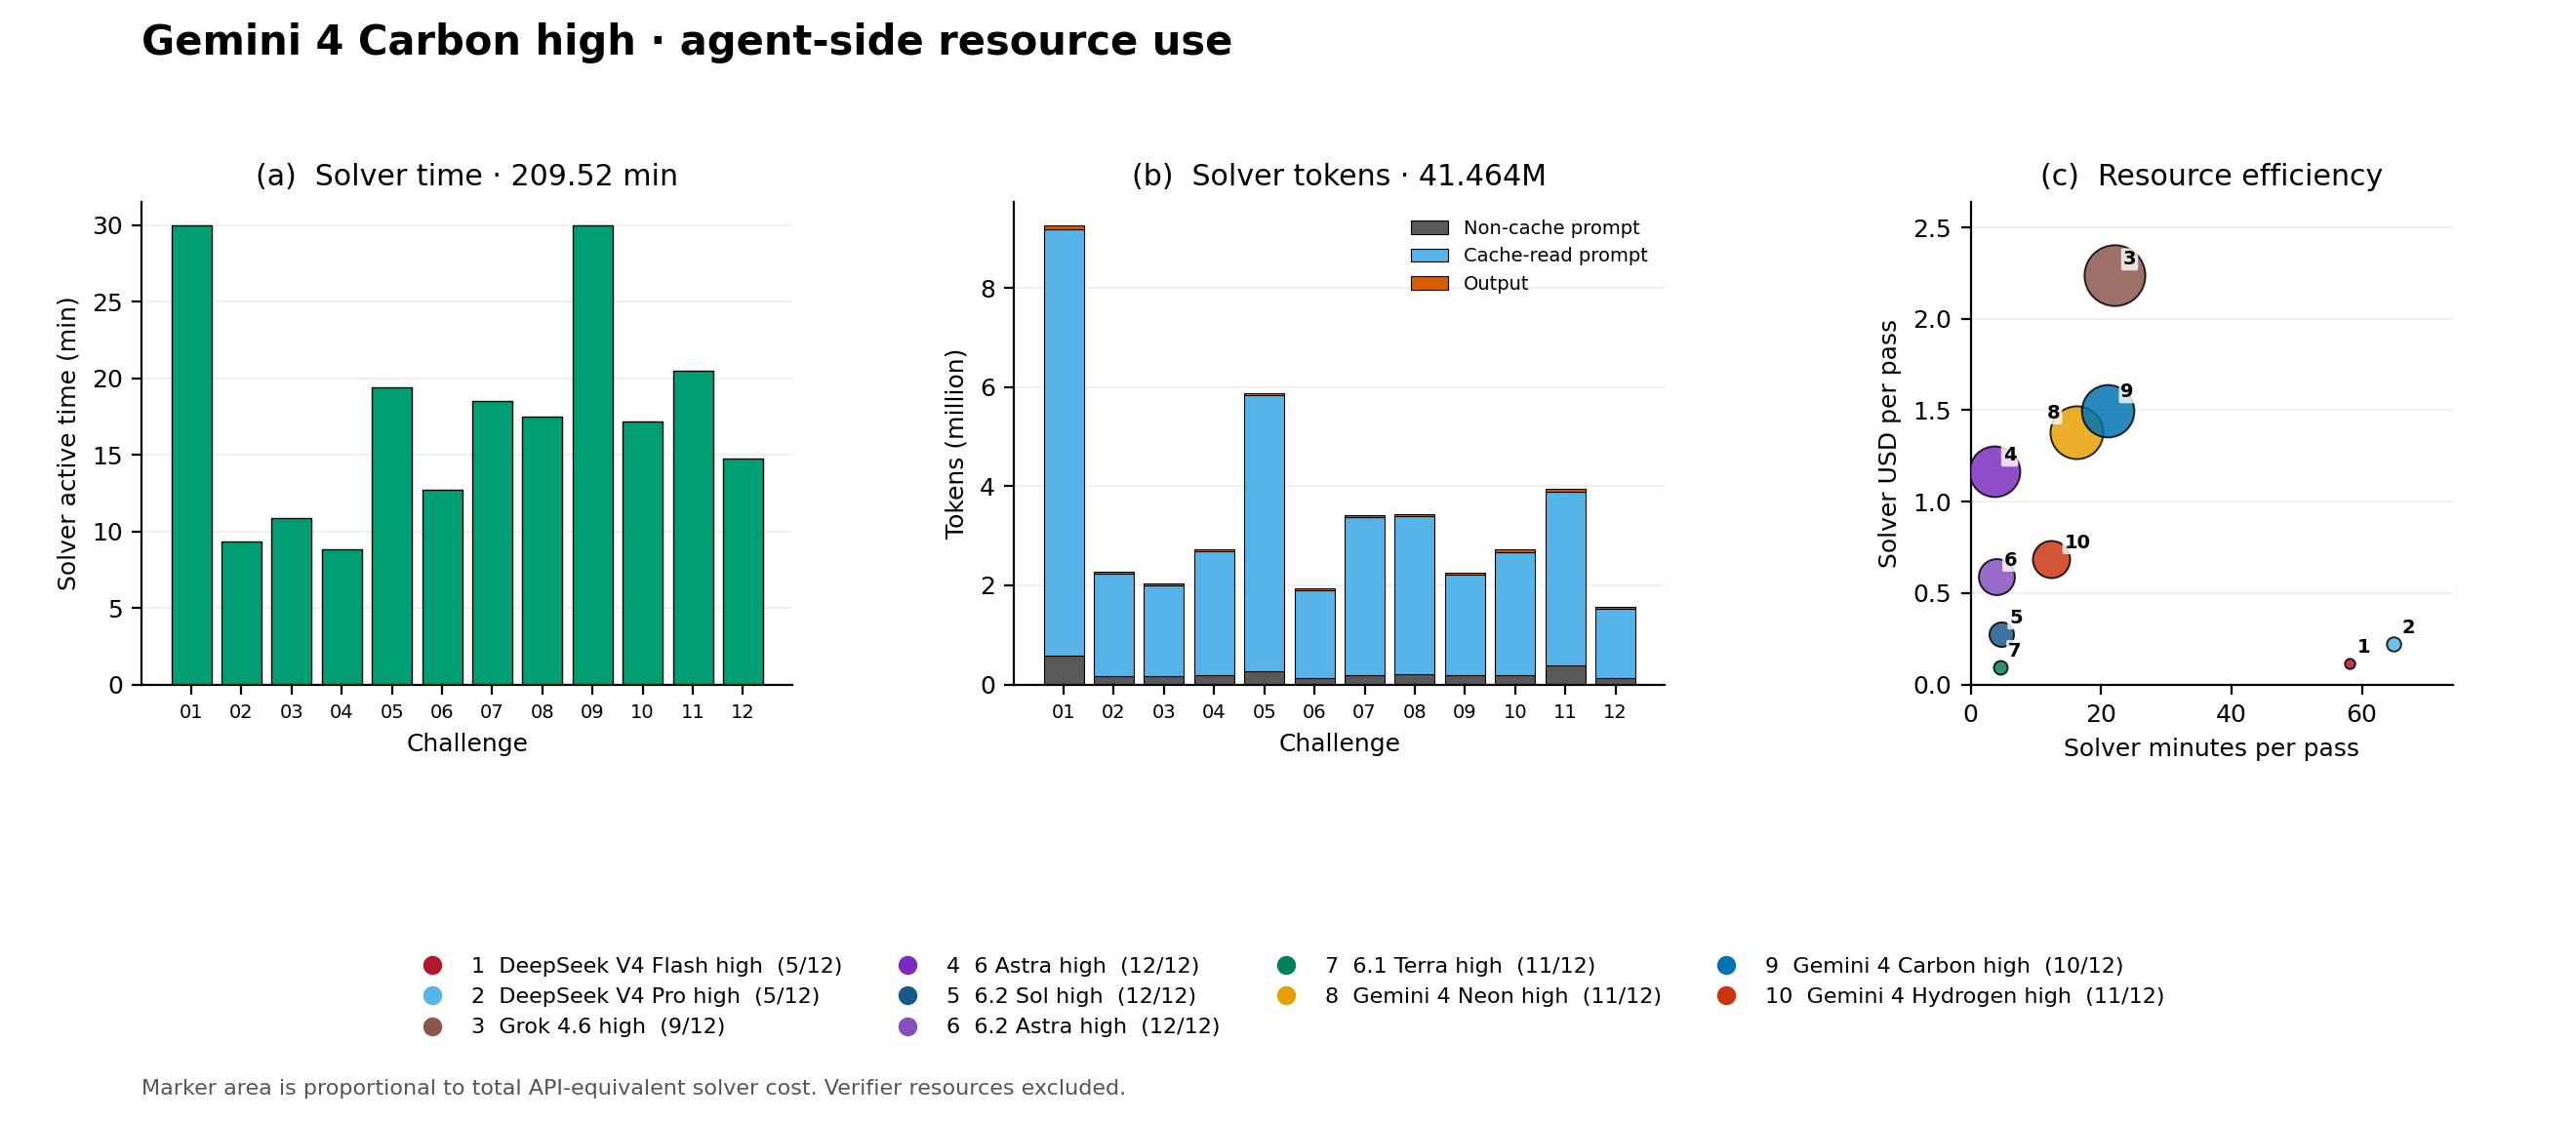 Gemini 4 Carbon high · agent-side resource use
(a) Solver time · 209.52 min
Solver active time (min)
30
25
20
15
10
5
0
01 02 03 04 05 06 07 08 09 10 11 12
Challenge
(b) Solver tokens · 41.464M
Tokens (million)
Non-cache prompt
Cache-read prompt
Output
8
6
4
2
0
01 02 03 04 05 06 07 08 09 10 11 12
Challenge
(c) Resource efficiency
Solver USD per pass
2.5
2.0
1.5
1.0
0.5
0.0
3
9
8
4
10
6
5
7
1
2
0 20 40 60
Solver minutes per pass
1 DeepSeek V4 Flash high (5/12)
2 DeepSeek V4 Pro high (5/12)
3 Grok 4.6 high (9/12)
4 6 Astra high (12/12)
5 6.2 Sol high (12/12)
6 6.2 Astra high (12/12)
7 6.1 Terra high (11/12)
8 Gemini 4 Neon high (11/12)
9 Gemini 4 Carbon high (10/12)
10 Gemini 4 Hydrogen high (11/12)
Marker area is proportional to total API-equivalent solver cost. Verifier resources excluded.